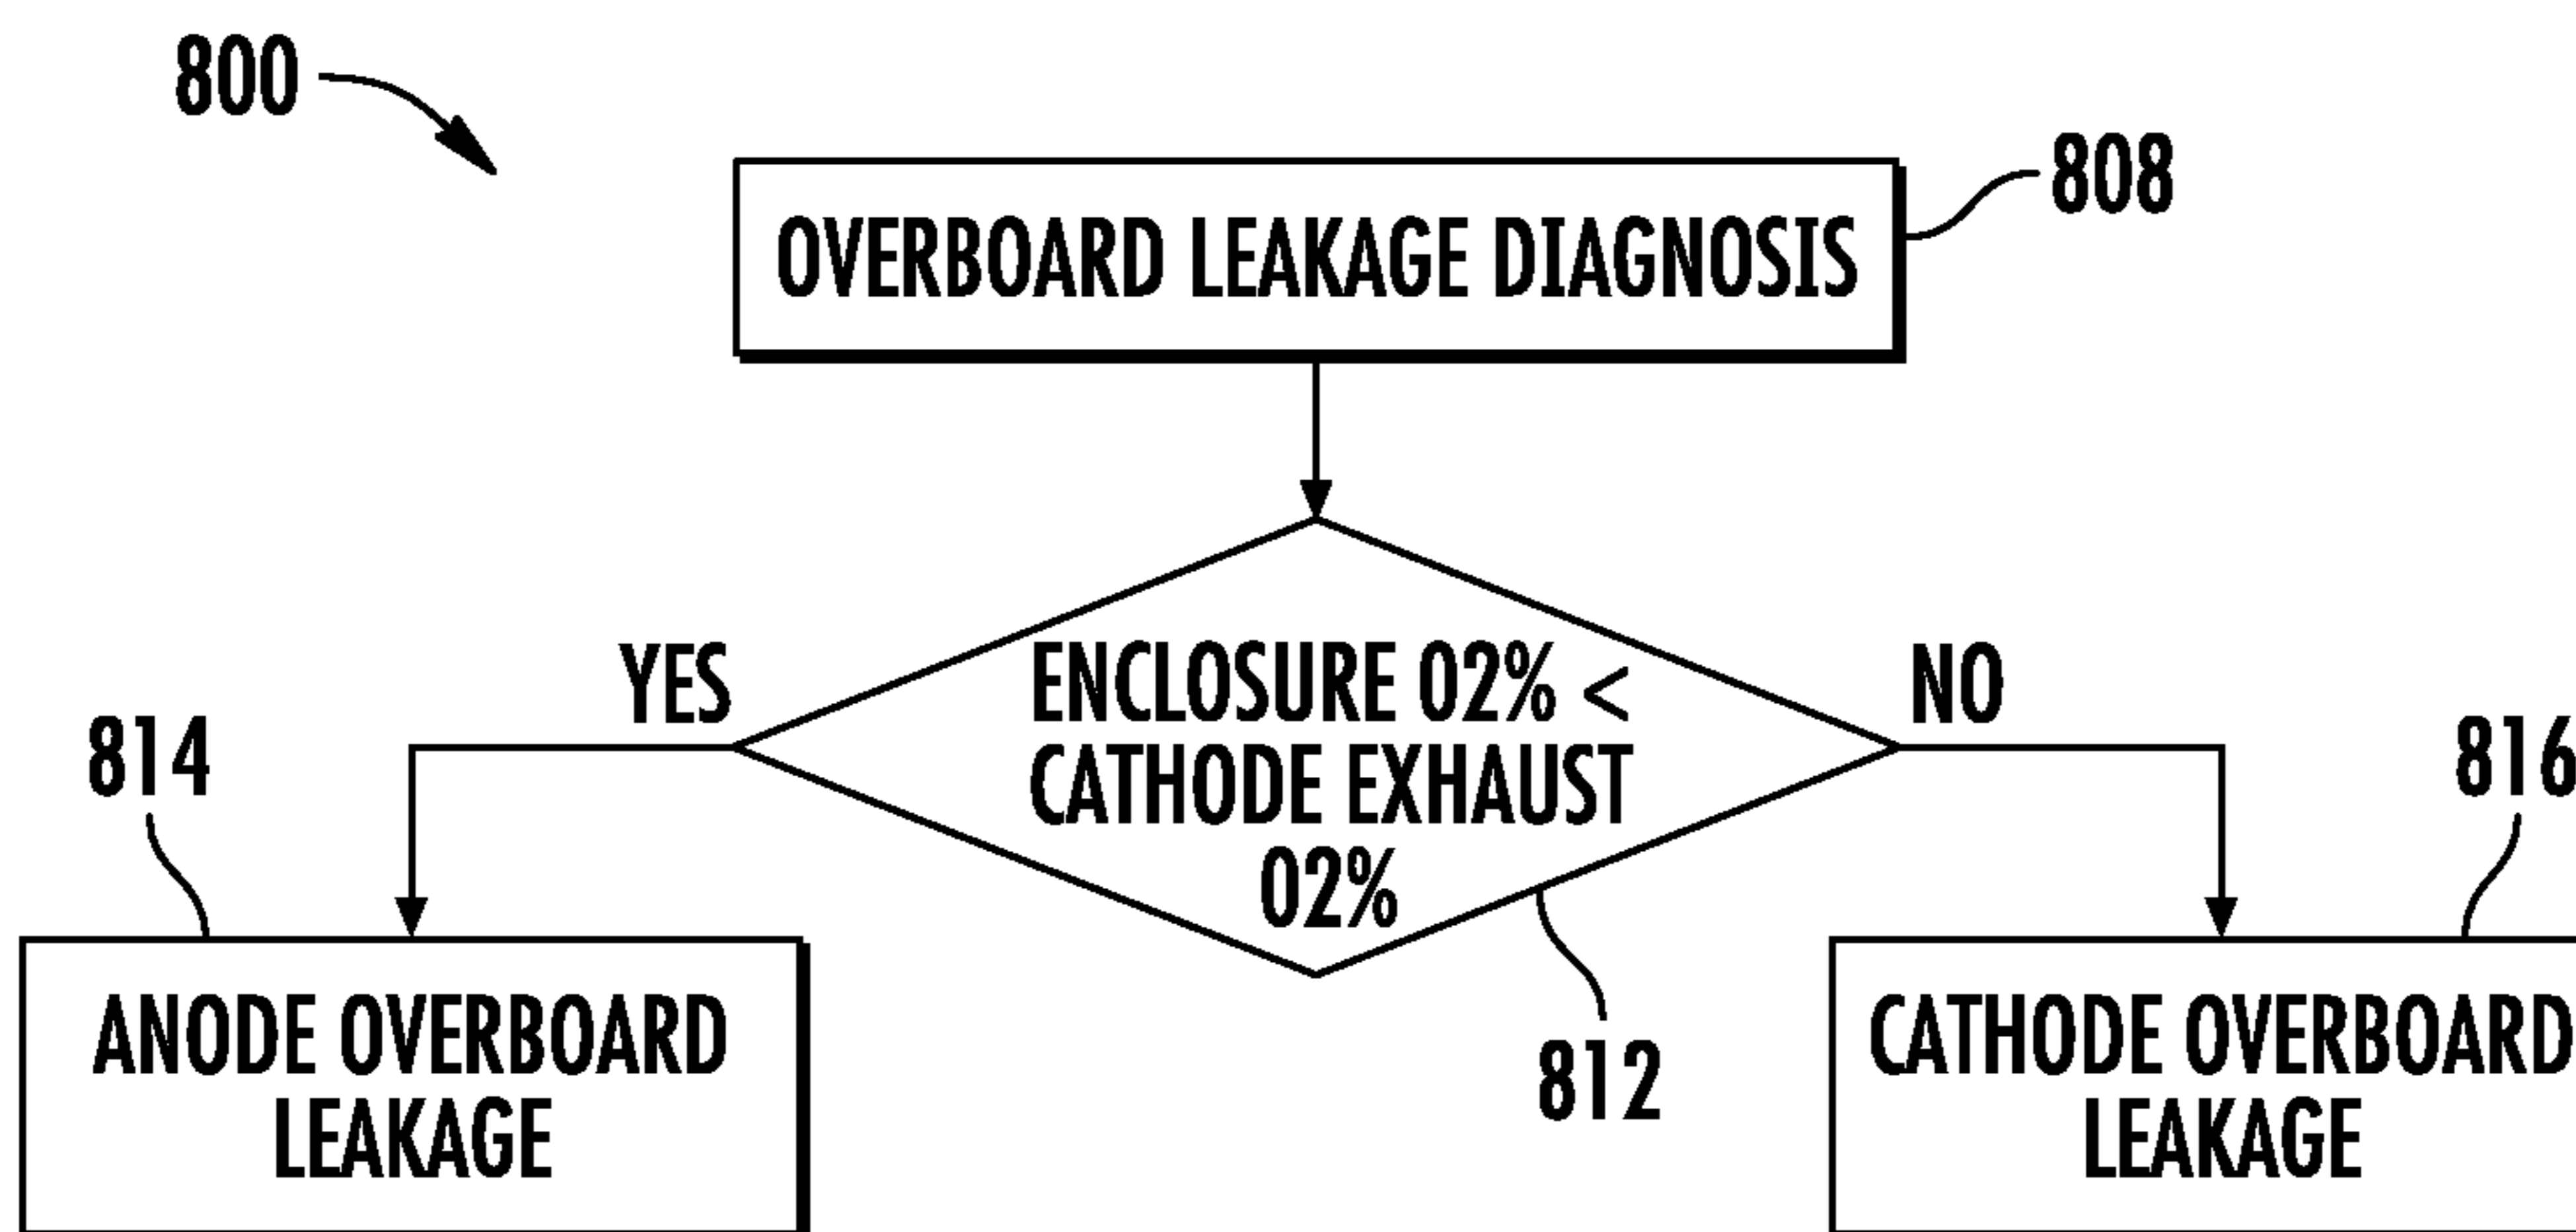 800
808
OVERBOARD LEAKAGE DIAGNOSIS
YES
ENCLOSURE 02% <
CATHODE EXHAUST
02%
NO
814
816
812
ANODE OVERBOARD
LEAKAGE
CATHODE OVERBOARD
LEAKAGE